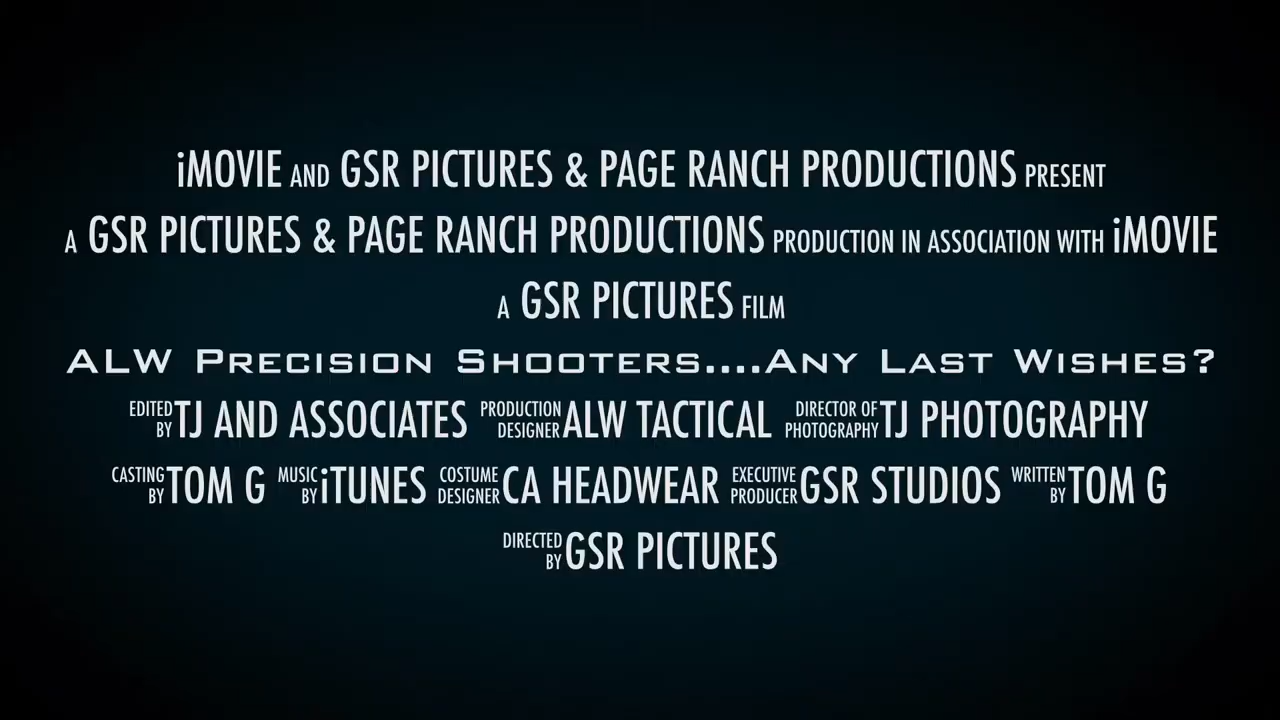 iMOVIE AND GSR PICTURES & PAGE RANCH PRODUCTIONS PRESENT
A GSR PICTURES & PAGE RANCH PRODUCTIONS PRODUCTION IN ASSOCIATION WITH iMOVIE
A GSR PICTURES FILM
ALW PRECISION SHOOTERS....ANY LAST WISHES?
EDITED BY TJ AND ASSOCIATES PRODUCTION DESIGNER ALW TACTICAL DIRECTOR OF PHOTOGRAPHY TJ PHOTOGRAPHY
CASTING BY TOM G MUSIC BY iTUNES COSTUME DESIGNER CA HEADWEAR EXECUTIVE PRODUCER GSR STUDIOS WRITTEN BY TOM G
DIRECTED BY GSR PICTURES